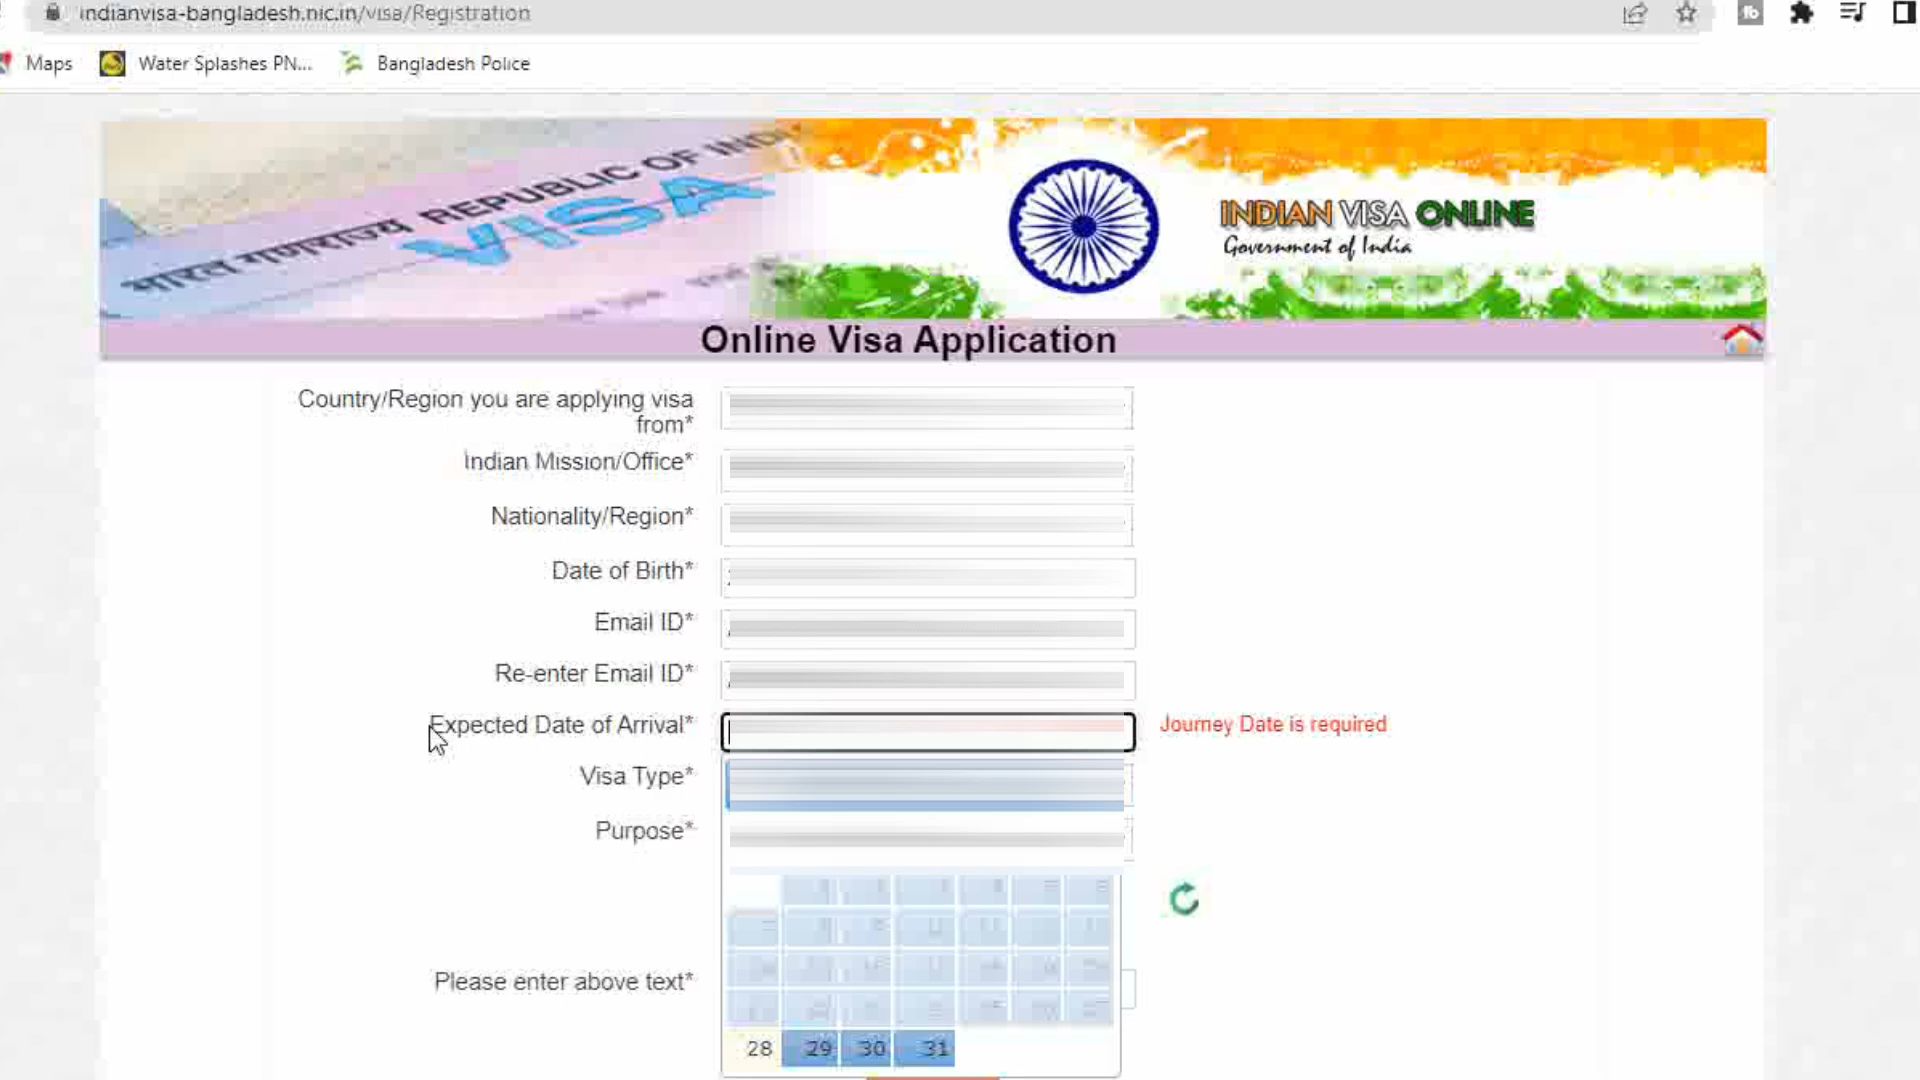 indianvisa-bangladesh.nic.in/visa/Registration
Maps
Water Splashes PN...
Bangladesh Police
भारत गणराज्य REPUBLIC OF INDI
VISA
INDIAN VISA ONLINE
Government of India
Online Visa Application
Country/Region you are applying visa
from*
Indian Mission/Office*
Nationality/Region*
Date of Birth*
Email ID*
Re-enter Email ID*
Expected Date of Arrival*
Journey Date is required
Visa Type*
Purpose*
Please enter above text*
28 29 30 31